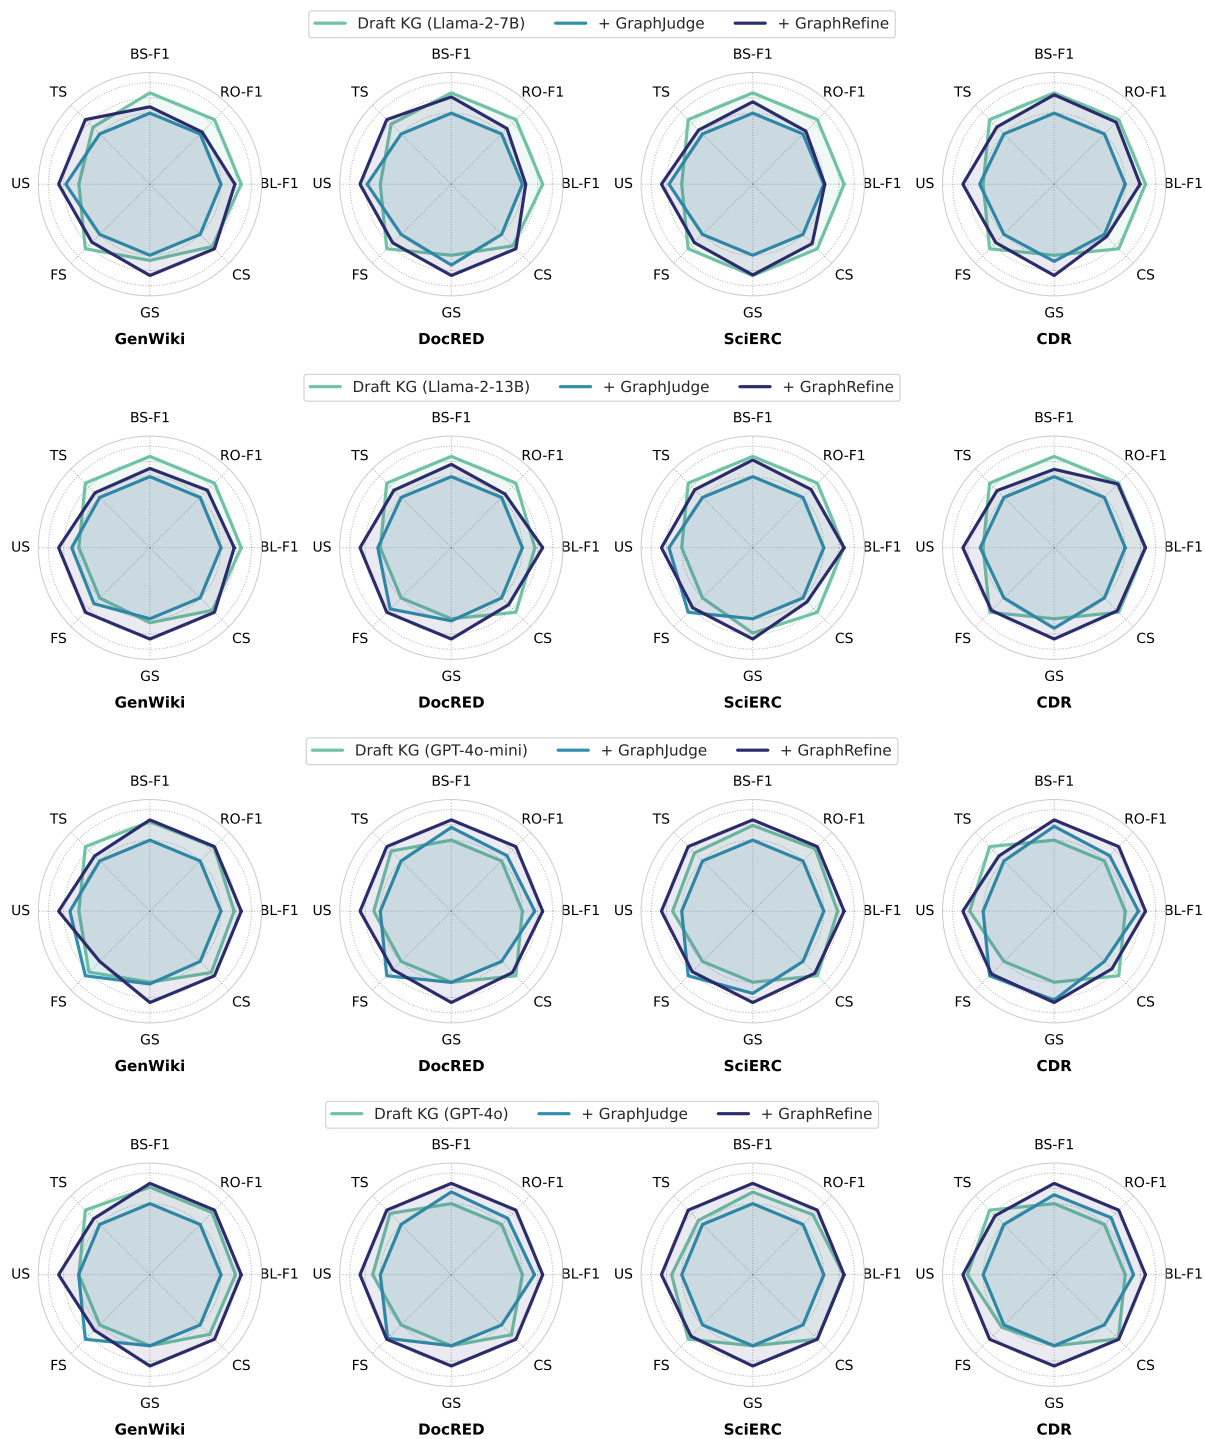 Draft KG (Llama-2-7B) + GraphJudge + GraphRefine
BS-F1 BS-F1 BS-F1 BS-F1
TS RO-F1 TS RO-F1 TS RO-F1 TS RO-F1
US BL-F1 US BL-F1 US BL-F1 US BL-F1
FS CS FS CS FS CS FS CS
GS GS GS GS
GenWiki DocRED SciERC CDR
Draft KG (Llama-2-13B) + GraphJudge + GraphRefine
BS-F1 BS-F1 BS-F1 BS-F1
TS RO-F1 TS RO-F1 TS RO-F1 TS RO-F1
US BL-F1 US BL-F1 US BL-F1 US BL-F1
FS CS FS CS FS CS FS CS
GS GS GS GS
GenWiki DocRED SciERC CDR
Draft KG (GPT-4o-mini) + GraphJudge + GraphRefine
BS-F1 BS-F1 BS-F1 BS-F1
TS RO-F1 TS RO-F1 TS RO-F1 TS RO-F1
US BL-F1 US BL-F1 US BL-F1 US BL-F1
FS CS FS CS FS CS FS CS
GS GS GS GS
GenWiki DocRED SciERC CDR
Draft KG (GPT-4o) + GraphJudge + GraphRefine
BS-F1 BS-F1 BS-F1 BS-F1
TS RO-F1 TS RO-F1 TS RO-F1 TS RO-F1
US BL-F1 US BL-F1 US BL-F1 US BL-F1
FS CS FS CS FS CS FS CS
GS GS GS GS
GenWiki DocRED SciERC CDR